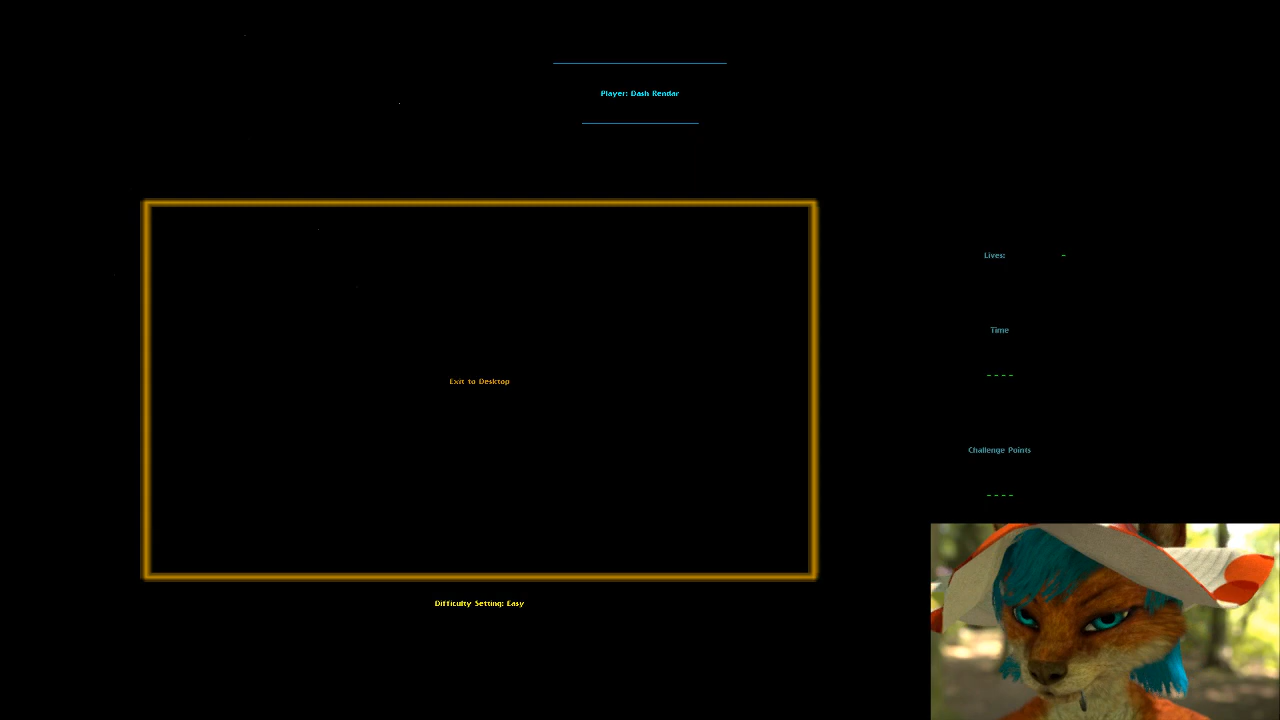 Player: Dash Rendar
Lives: -
Time
- - - -
Exit to Desktop
Challenge Points
- - - -
Difficulty Setting: Easy